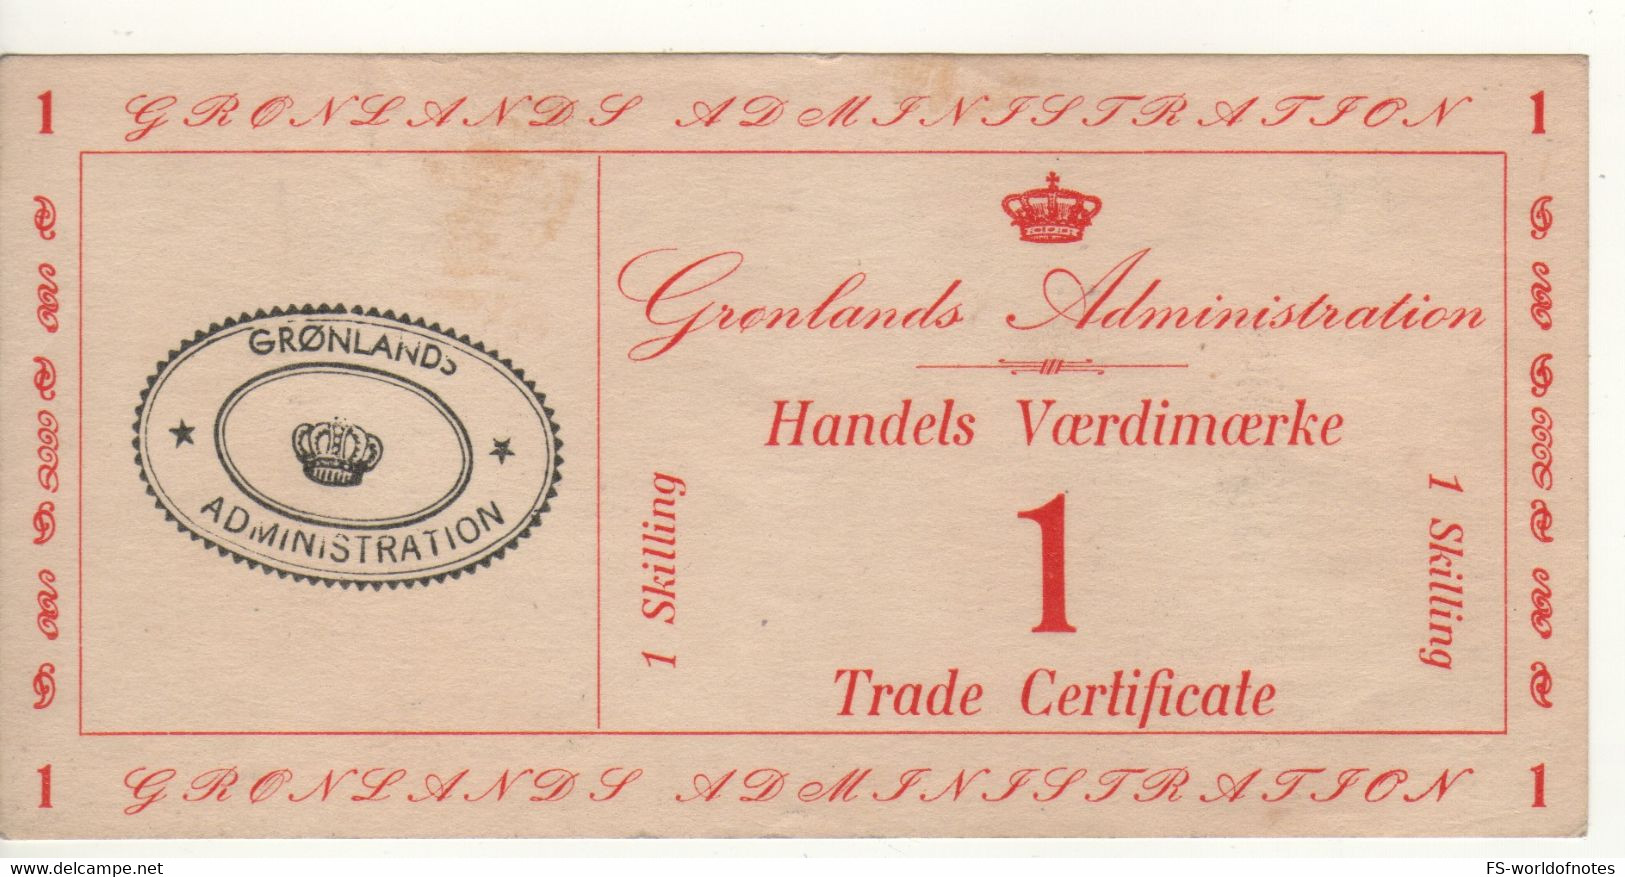 1 GRØNLANDS ADMINISTRATION 1
GRØNLANDS
ADMINISTRATION
Grønlands Administration
Handels Værdimærke
1 Skilling
1
1 Skilling
Trade Certificate
1 GRØNLANDS ADMINISTRATION 1
FS-worldofnotes
delcampe.net